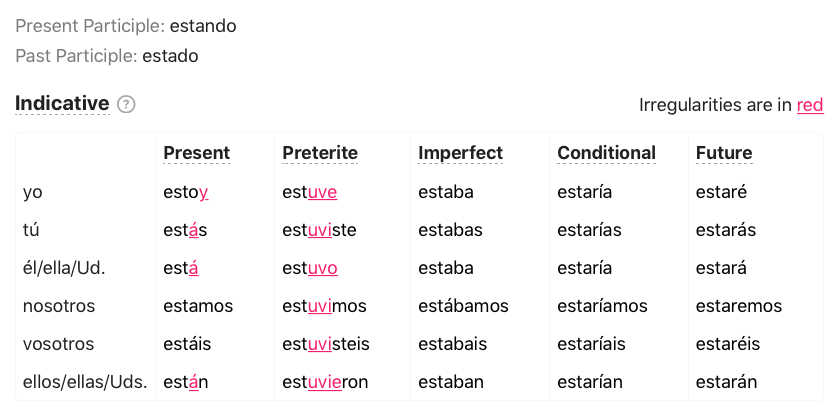 Present Participle: estando
Past Participle: estado
Indicative ? Irregularities are in red
Present Preterite Imperfect Conditional Future
yo estoy estuve estaba estaría estaré
tú estás estuviste estabas estarías estarás
él/ella/Ud. está estuvo estaba estaría estará
nosotros estamos estuvimos estábamos estaríamos estaremos
vosotros estáis estuvisteis estabais estaríais estaréis
ellos/ellas/Uds. están estuvieron estaban estarían estarán